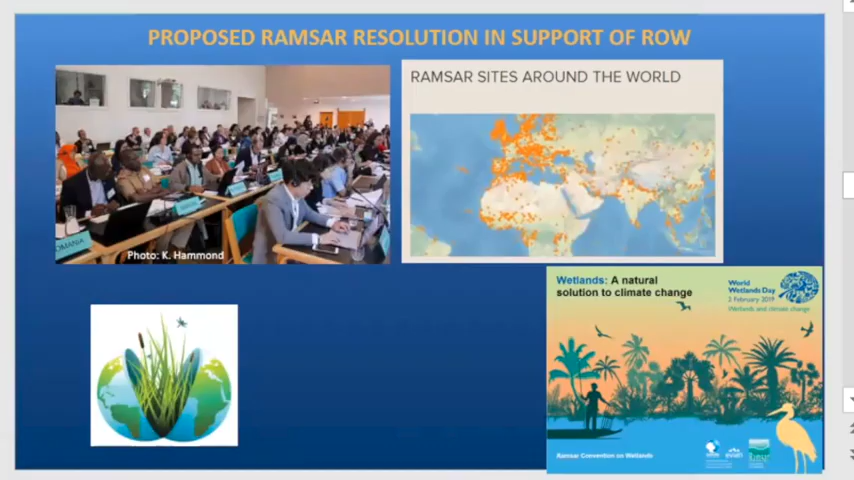 PROPOSED RAMSAR RESOLUTION IN SUPPORT OF ROW
RAMSAR SITES AROUND THE WORLD
OMANIA
Photo: K. Hammond
Wetlands: A natural
solution to climate change
World
Wetlands Day
2 February 2019
Wetlands and climate change
Ramsar Convention on Wetlands